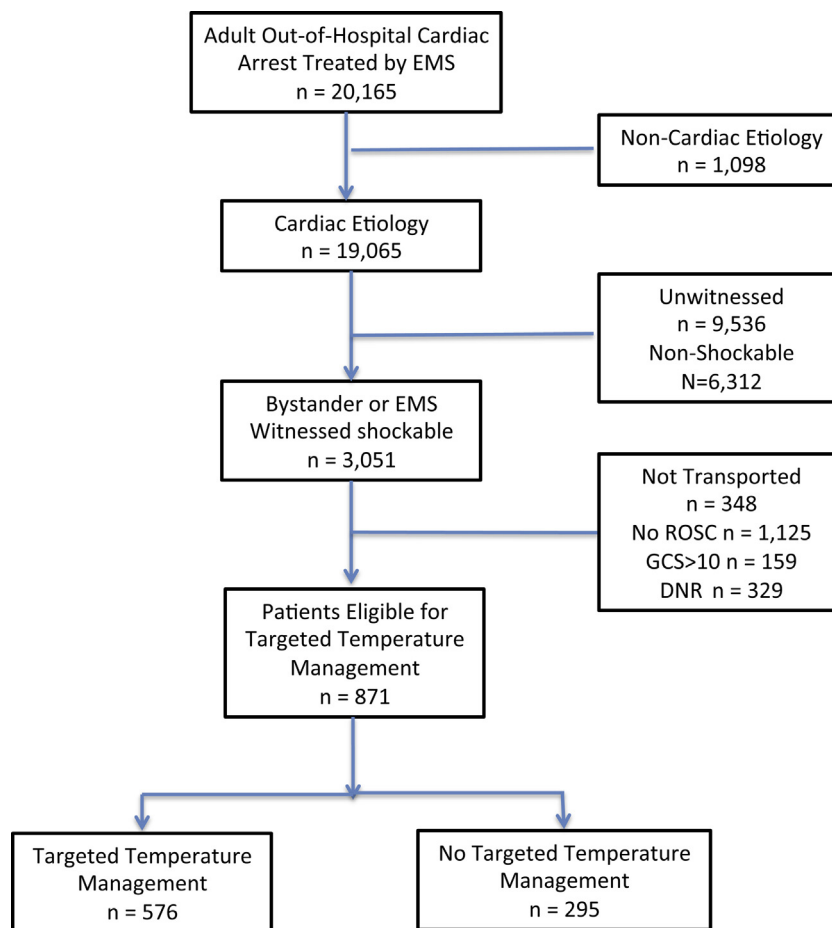 Adult Out-of-Hospital Cardiac
Arrest Treated by EMS
n = 20,165
Non-Cardiac Etiology
n = 1,098
Cardiac Etiology
n = 19,065
Unwitnessed
n = 9,536
Non-Shockable
N=6,312
Bystander or EMS
Witnessed shockable
n = 3,051
Not Transported
n = 348
No ROSC n = 1,125
GCS>10 n = 159
DNR n = 329
Patients Eligible for
Targeted Temperature
Management
n = 871
Targeted Temperature
Management
n = 576
No Targeted Temperature
Management
n = 295